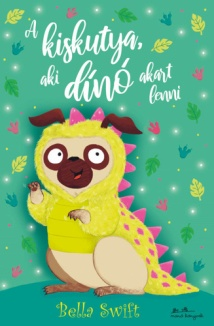 A
kiskutya,
aki
dínó akart
lenni
Bella Swift